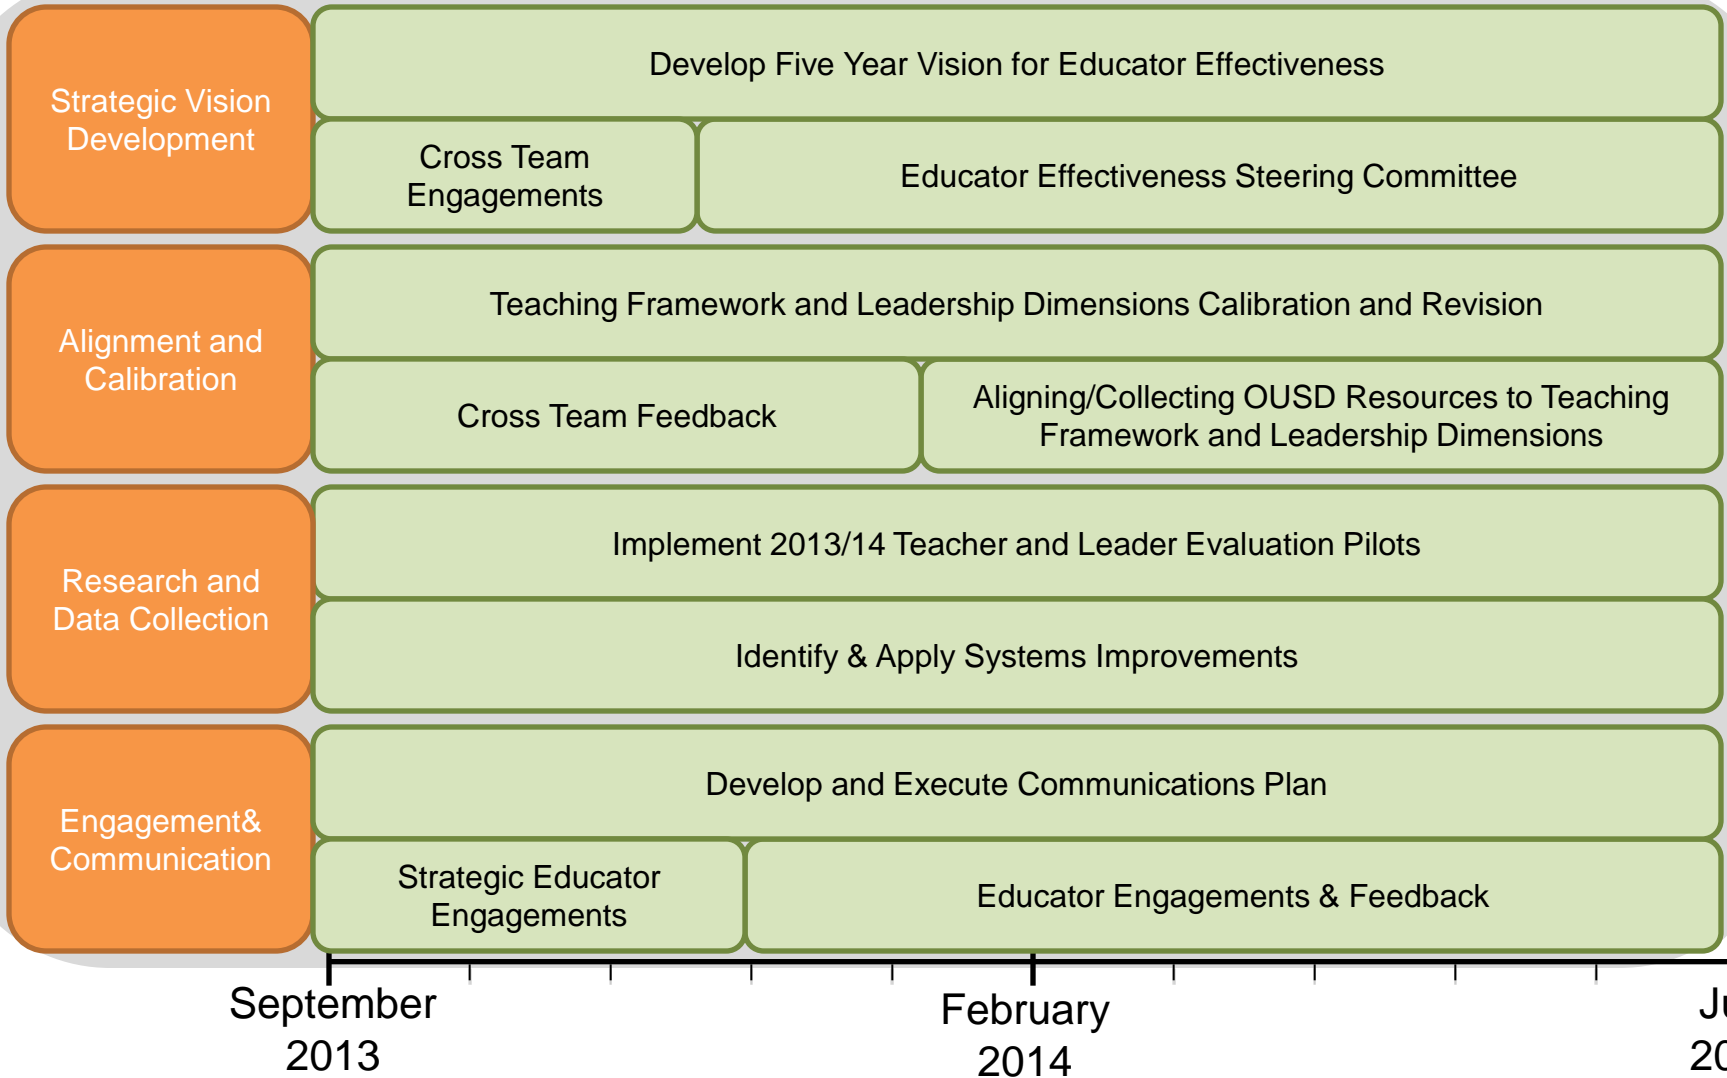 Strategic Vision
Development
Develop Five Year Vision for Educator Effectiveness
Cross Team
Engagements
Educator Effectiveness Steering Committee
Alignment and
Calibration
Teaching Framework and Leadership Dimensions Calibration and Revision
Cross Team Feedback
Aligning/Collecting OUSD Resources to Teaching
Framework and Leadership Dimensions
Research and
Data Collection
Implement 2013/14 Teacher and Leader Evaluation Pilots
Identify & Apply Systems Improvements
Engagement&
Communication
Develop and Execute Communications Plan
Strategic Educator
Engagements
Educator Engagements & Feedback
September
2013
February
2014